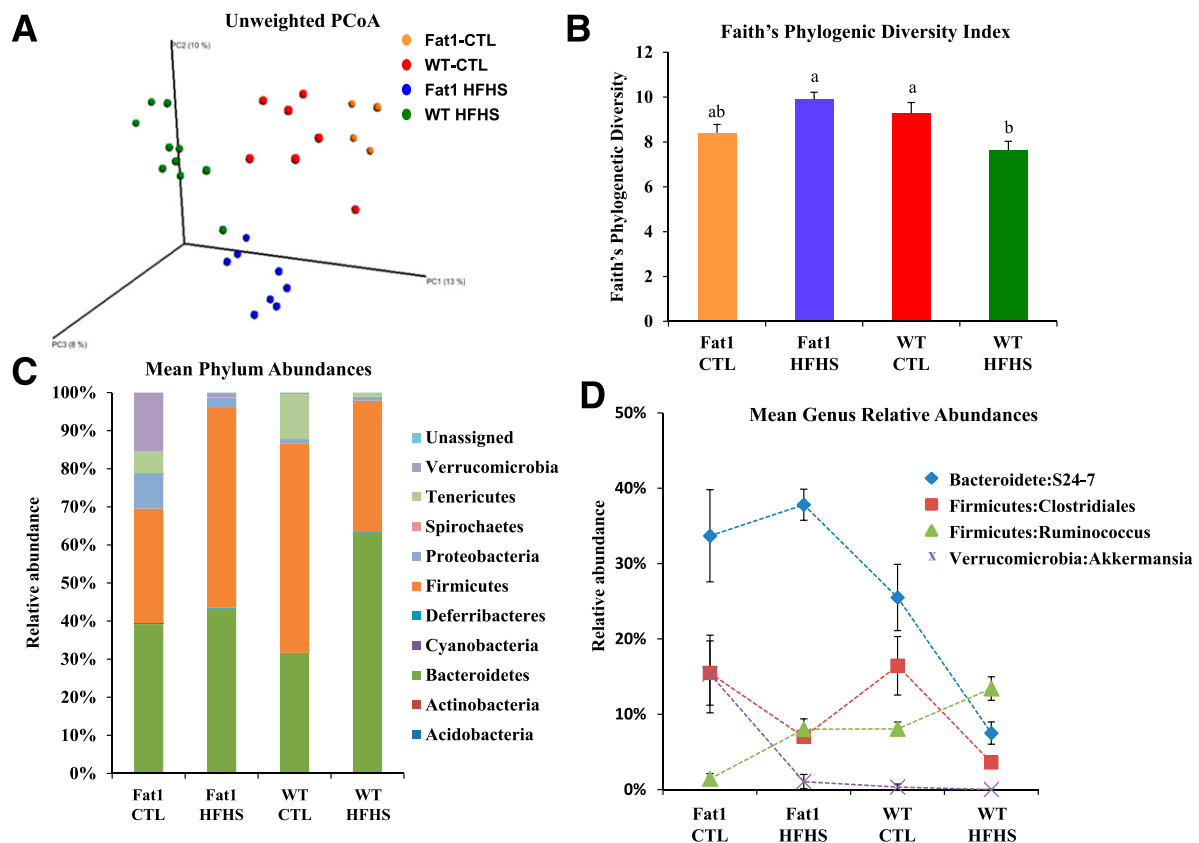 A
Unweighted PCoA
PC2 (10 %)
PC1 (13 %)
PC3 (8 %)
Fat1-CTL
WT-CTL
Fat1 HFHS
WT HFHS
B
Faith's Phylogenic Diversity Index
Faith's Phylogenetic Diversity
12
10
8
6
4
2
0
ab
a
a
b
Fat1
CTL
Fat1
HFHS
WT
CTL
WT
HFHS
C
Mean Phylum Abundances
Relative abundance
100%
90%
80%
70%
60%
50%
40%
30%
20%
10%
0%
Fat1
CTL
Fat1
HFHS
WT
CTL
WT
HFHS
Unassigned
Verrucomicrobia
Tenericutes
Spirochaetes
Proteobacteria
Firmicutes
Deferribacteres
Cyanobacteria
Bacteroidetes
Actinobacteria
Acidobacteria
D
Mean Genus Relative Abundances
Relative abundance
50%
40%
30%
20%
10%
0%
Bacteroidete:S24-7
Firmicutes:Clostridiales
Firmicutes:Ruminococcus
Verrucomicrobia:Akkermansia
Fat1
CTL
Fat1
HFHS
WT
CTL
WT
HFHS